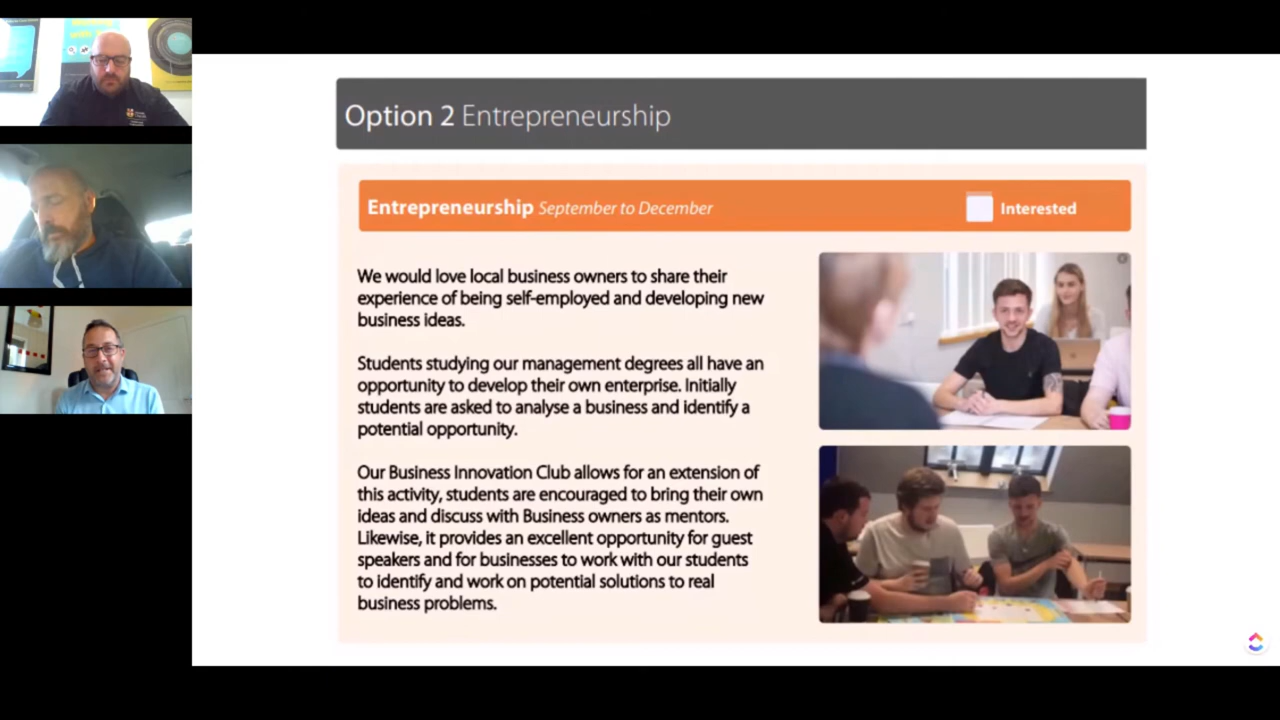 Option 2 Entrepreneurship
Entrepreneurship September to December
Interested
We would love local business owners to share their
experience of being self-employed and developing new
business ideas.
Students studying our management degrees all have an
opportunity to develop their own enterprise. Initially
students are asked to analyse a business and identify a
potential opportunity.
Our Business Innovation Club allows for an extension of
this activity, students are encouraged to bring their own
ideas and discuss with Business owners as mentors.
Likewise, it provides an excellent opportunity for guest
speakers and for businesses to work with our students
to identify and work on potential solutions to real
business problems.